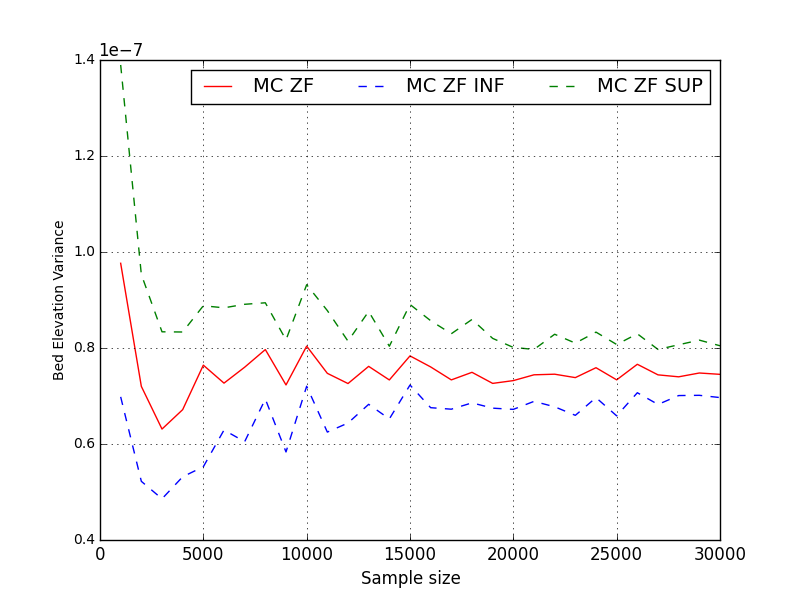 1e−7
MC ZF MC ZF INF MC ZF SUP
1.4
1.2
1.0
0.8
0.6
0.4
Bed Elevation Variance
0 5000 10000 15000 20000 25000 30000
Sample size